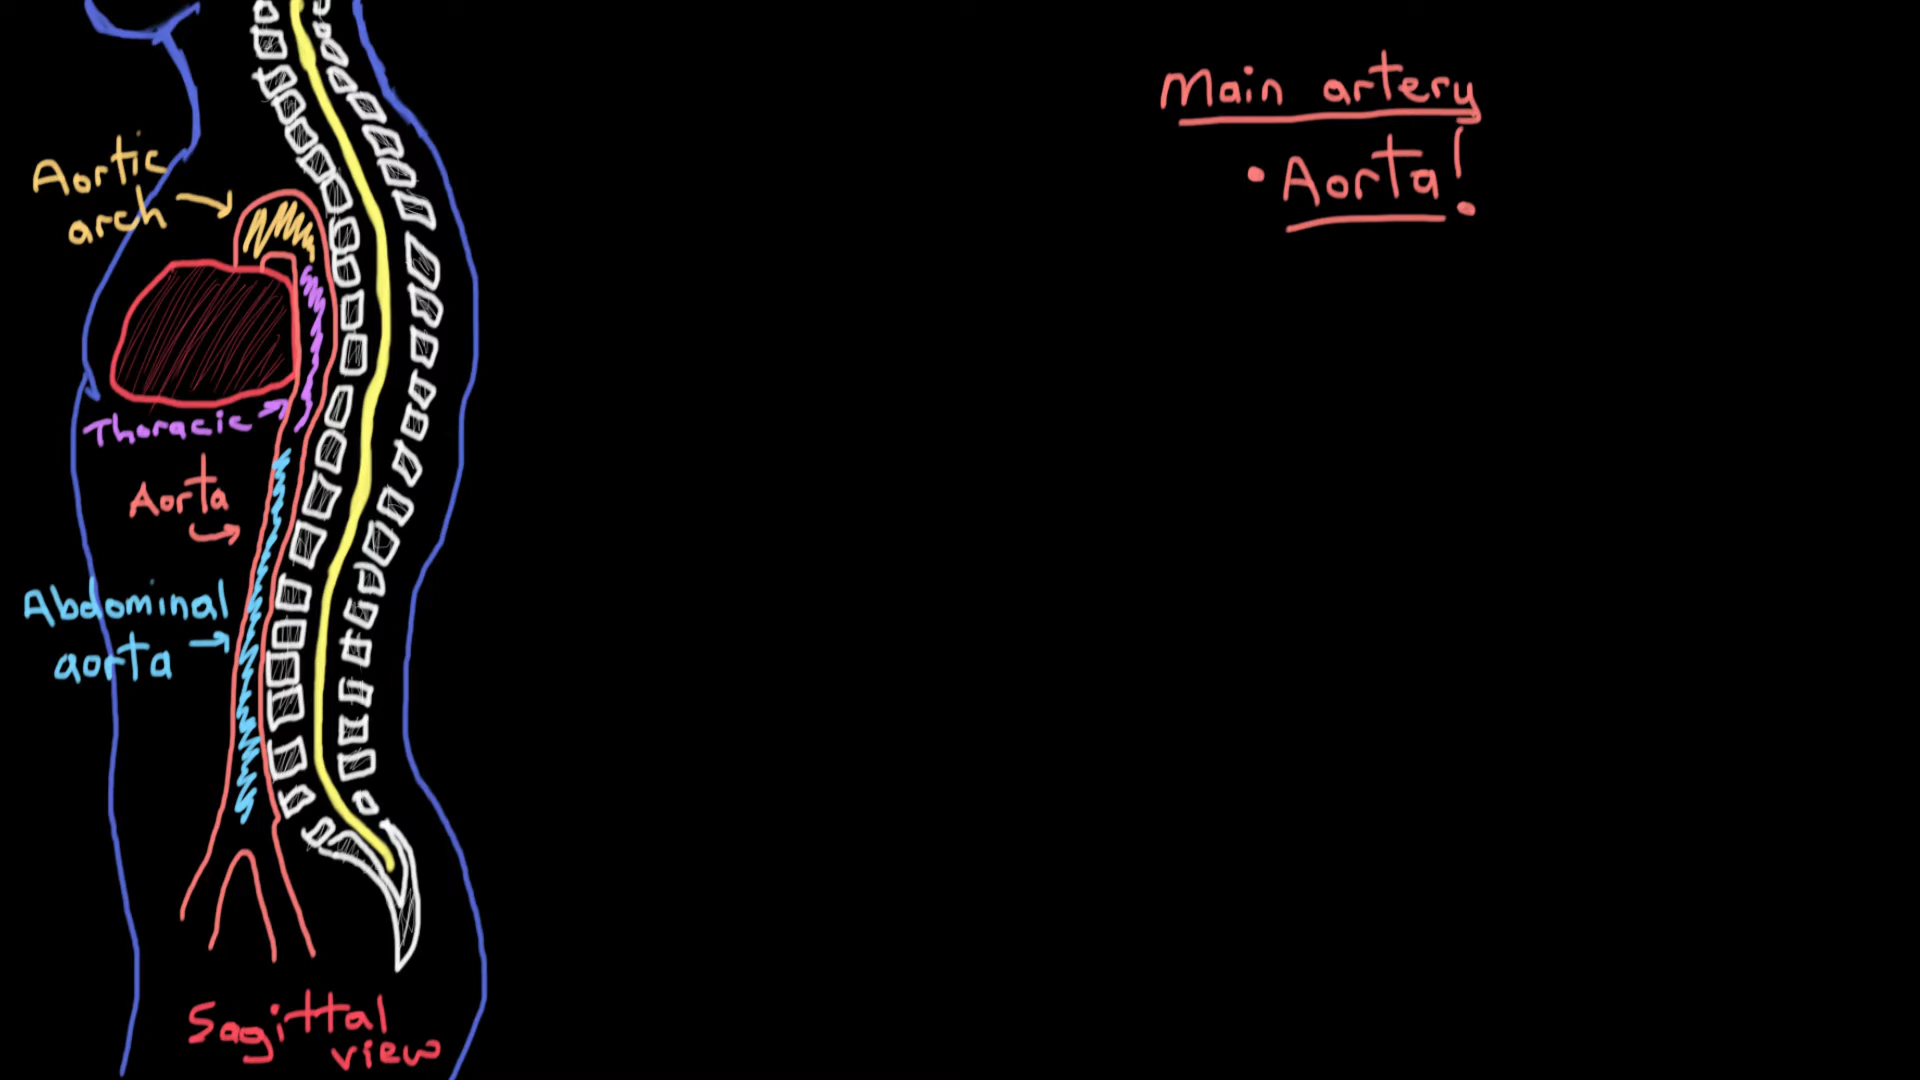 Main artery
• Aorta!
Aortic
arch
Thoracic
Aorta
Abdominal
aorta
Sagittal
view